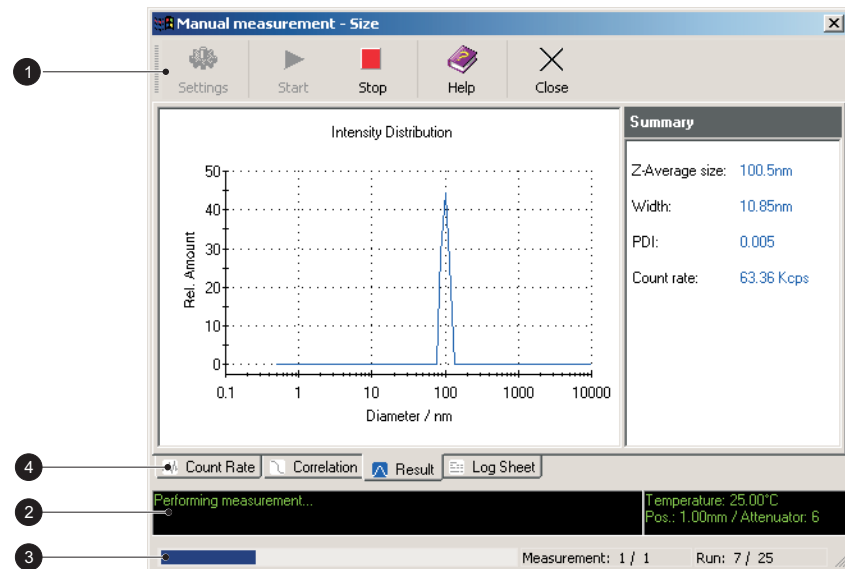 Manual measurement - Size
1
Settings
Start
Stop
Help
Close
Intensity Distribution
Rel. Amount
50
40
30
20
10
0
0.1 1 10 100 1000 10000
Diameter / nm
Summary
Z-Average size: 100.5nm
Width: 10.85nm
PDI: 0.005
Count rate: 63.36 Kcps
4
Count Rate
Correlation
Result
Log Sheet
2
Performing measurement...
Temperature: 25.00°C
Pos.: 1.00mm / Attenuator: 6
3
Measurement: 1 / 1
Run: 7 / 25